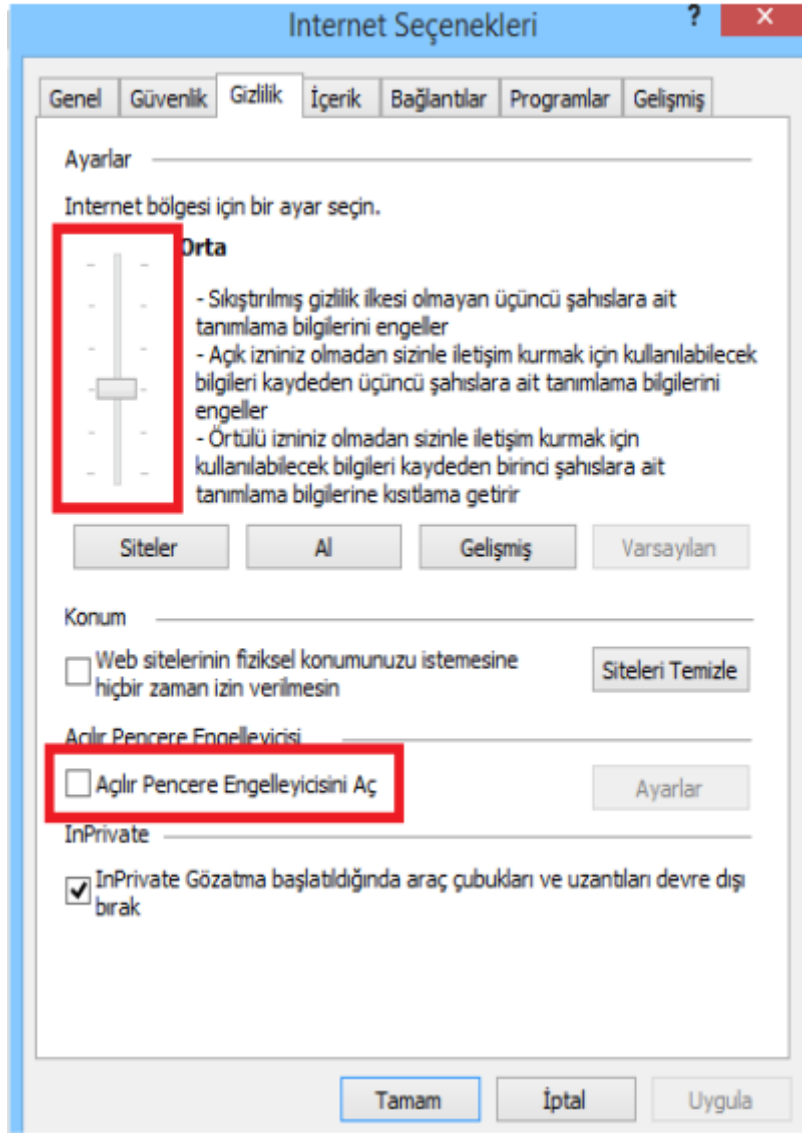 Internet Seçenekleri ? x
Genel Güvenlik Gizlilik İçerik Bağlantılar Programlar Gelişmiş
Ayarlar
Internet bölgesi için bir ayar seçin.
Orta
- Sıkıştırılmış gizlilik ilkesi olmayan üçüncü şahıslara ait
tanımlama bilgilerini engeller
- Açık izniniz olmadan sizinle iletişim kurmak için kullanılabilecek
bilgileri kaydeden üçüncü şahıslara ait tanımlama bilgilerini
engeller
- Örtülü izniniz olmadan sizinle iletişim kurmak için
kullanılabilecek bilgileri kaydeden birinci şahıslara ait
tanımlama bilgilerine kısıtlama getirir
Siteler Al Gelişmiş Varsayılan
Konum
Web sitelerinin fiziksel konumunuzu istemesine
hiçbir zaman izin verilmesin
Siteleri Temizle
Açılır Pencere Engelleyicisi
Açılır Pencere Engelleyicisini Aç
Ayarlar
InPrivate
InPrivate Gözatma başlatıldığında araç çubukları ve uzantıları devre dışı
bırak
Tamam İptal Uygula